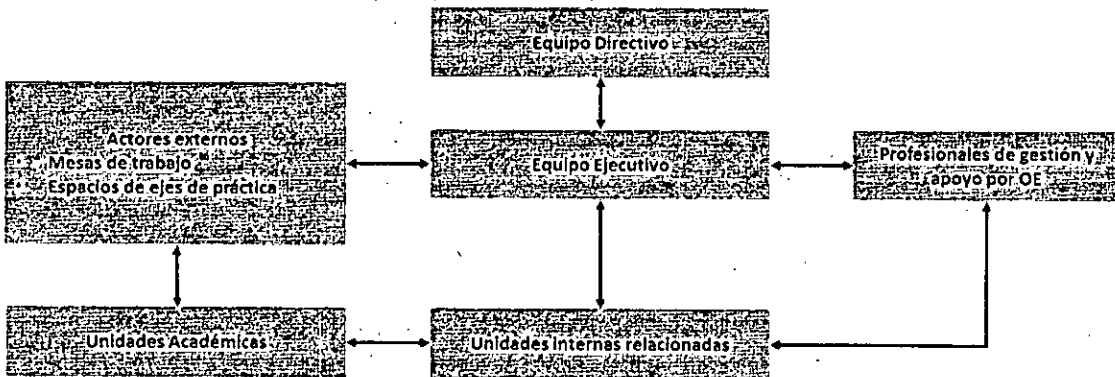 Equipo Directivo
Actores externos
Mesas de trabajo
Espacios de ejes de práctica
Equipo Ejecutivo
Profesionales de gestión y
apoyo por OE
Unidades Académicas
Unidades internas relacionadas